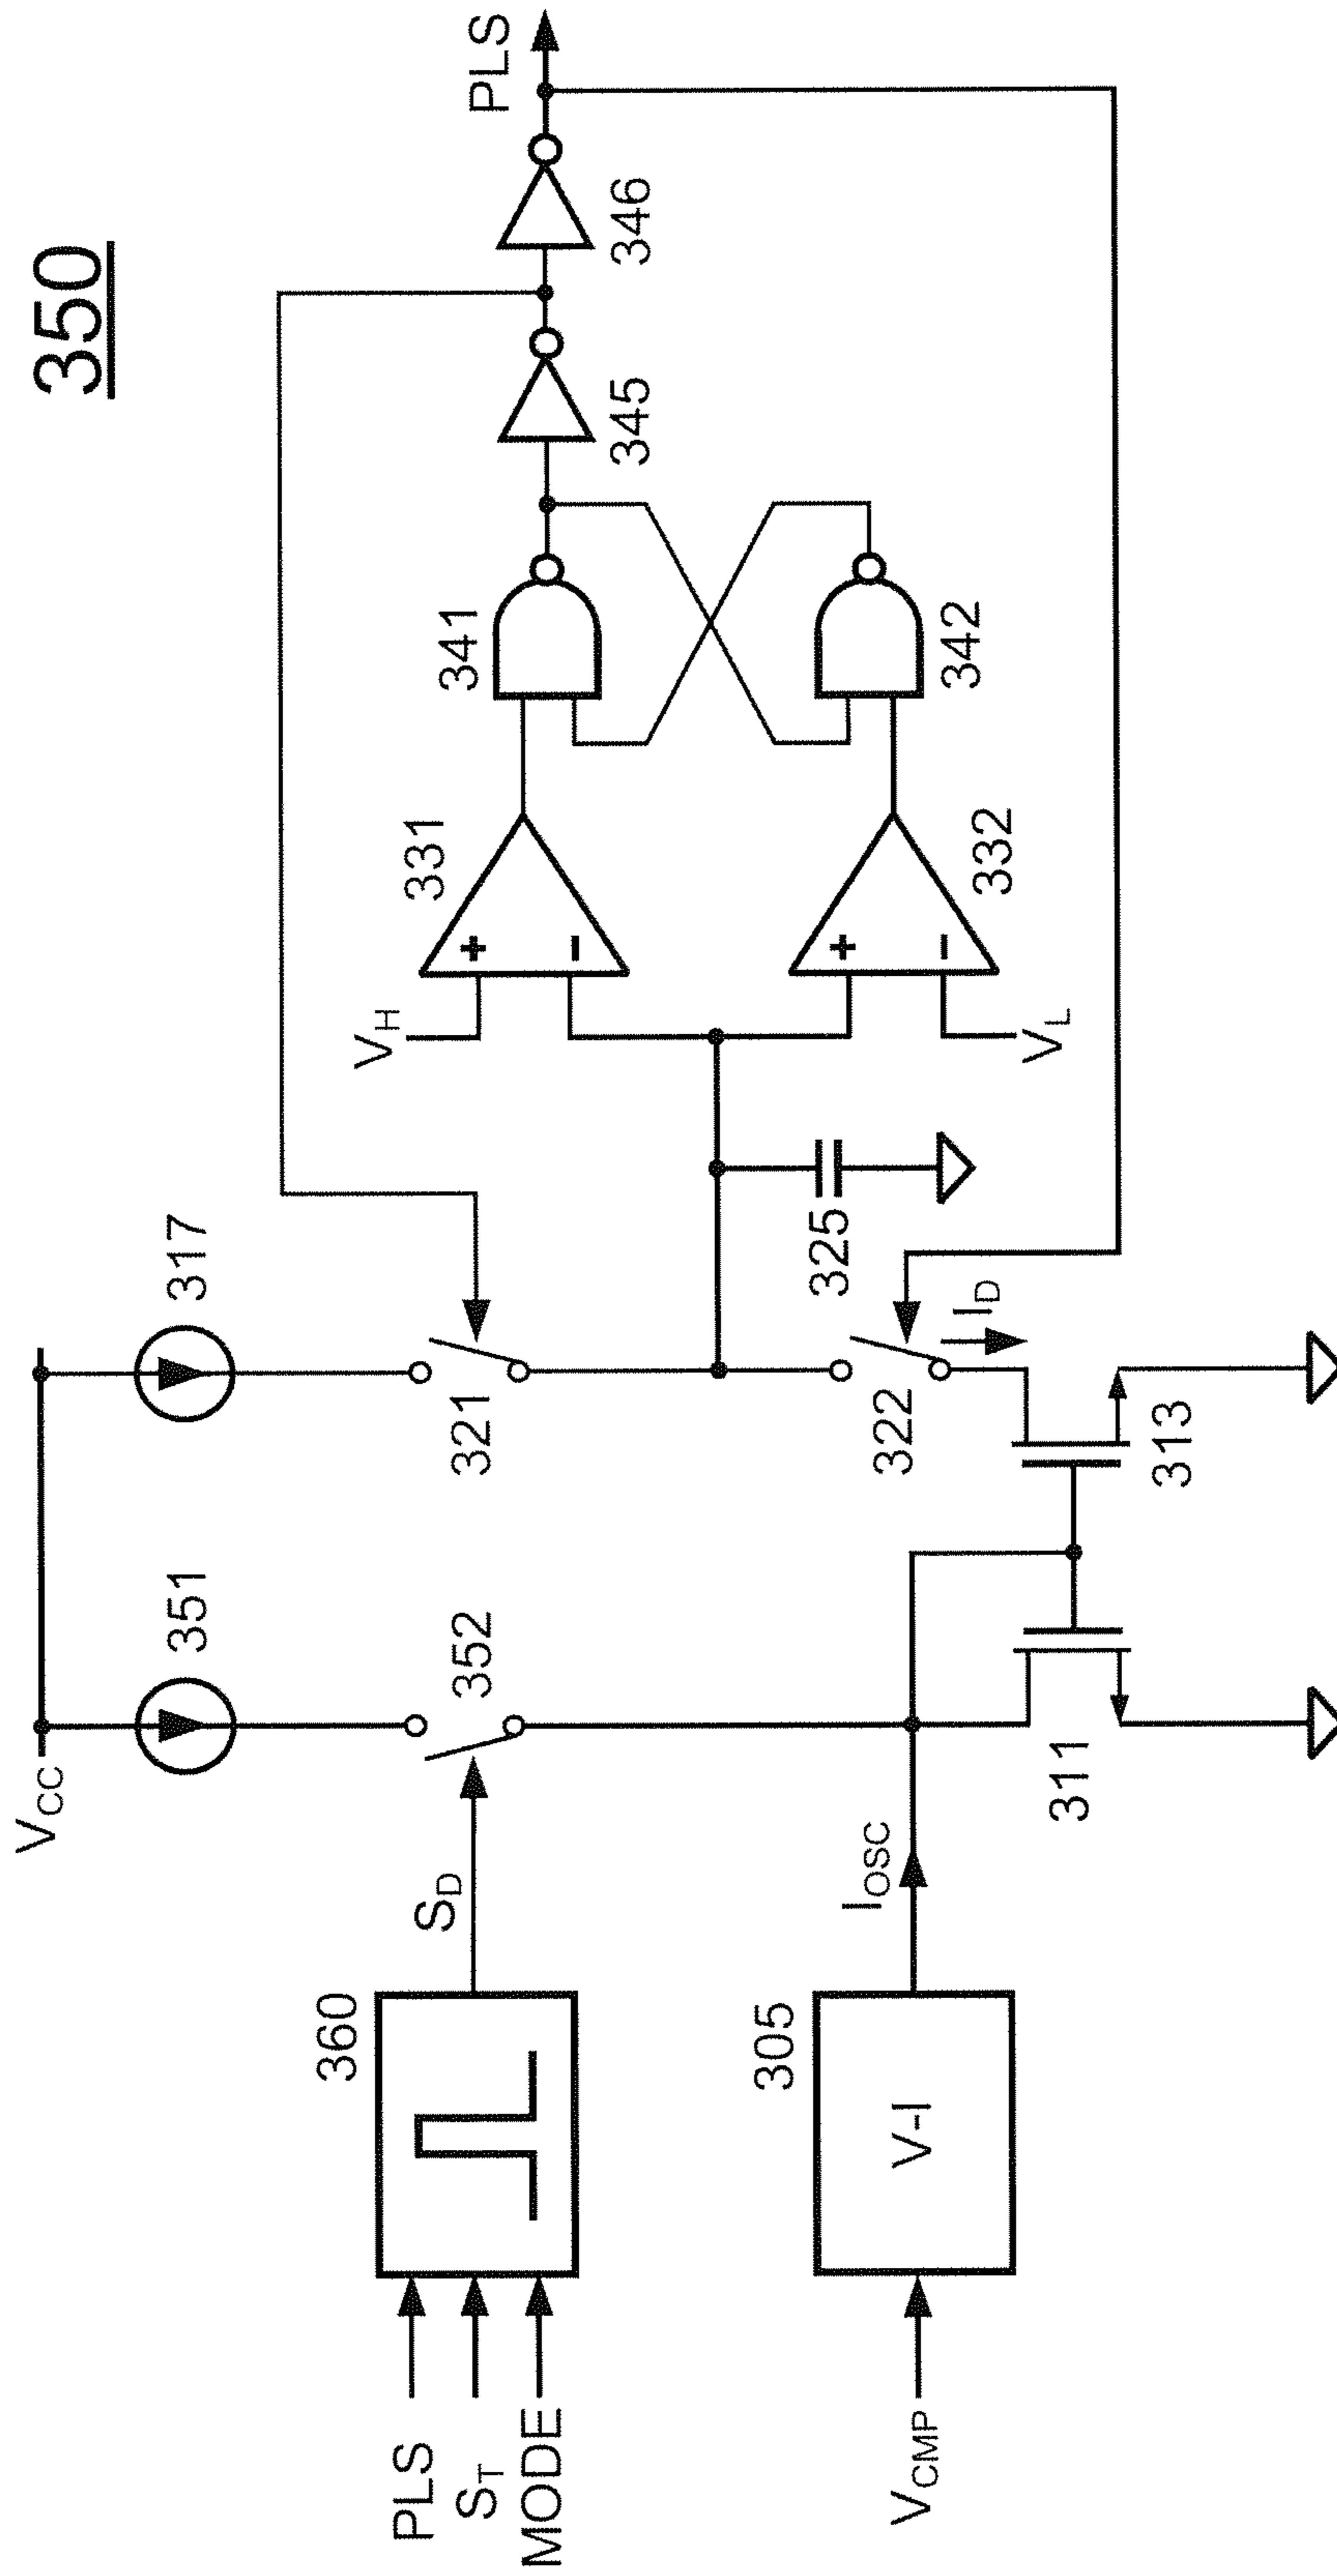 350
V_CC
351
317
352
321
322
325
I_D
311
313
360
S_D
PLS
S_T
MODE
305
V-I
V_CMP
I_OSC
V_H
V_L
+
−
331
+
−
332
341
342
345
346
PLS